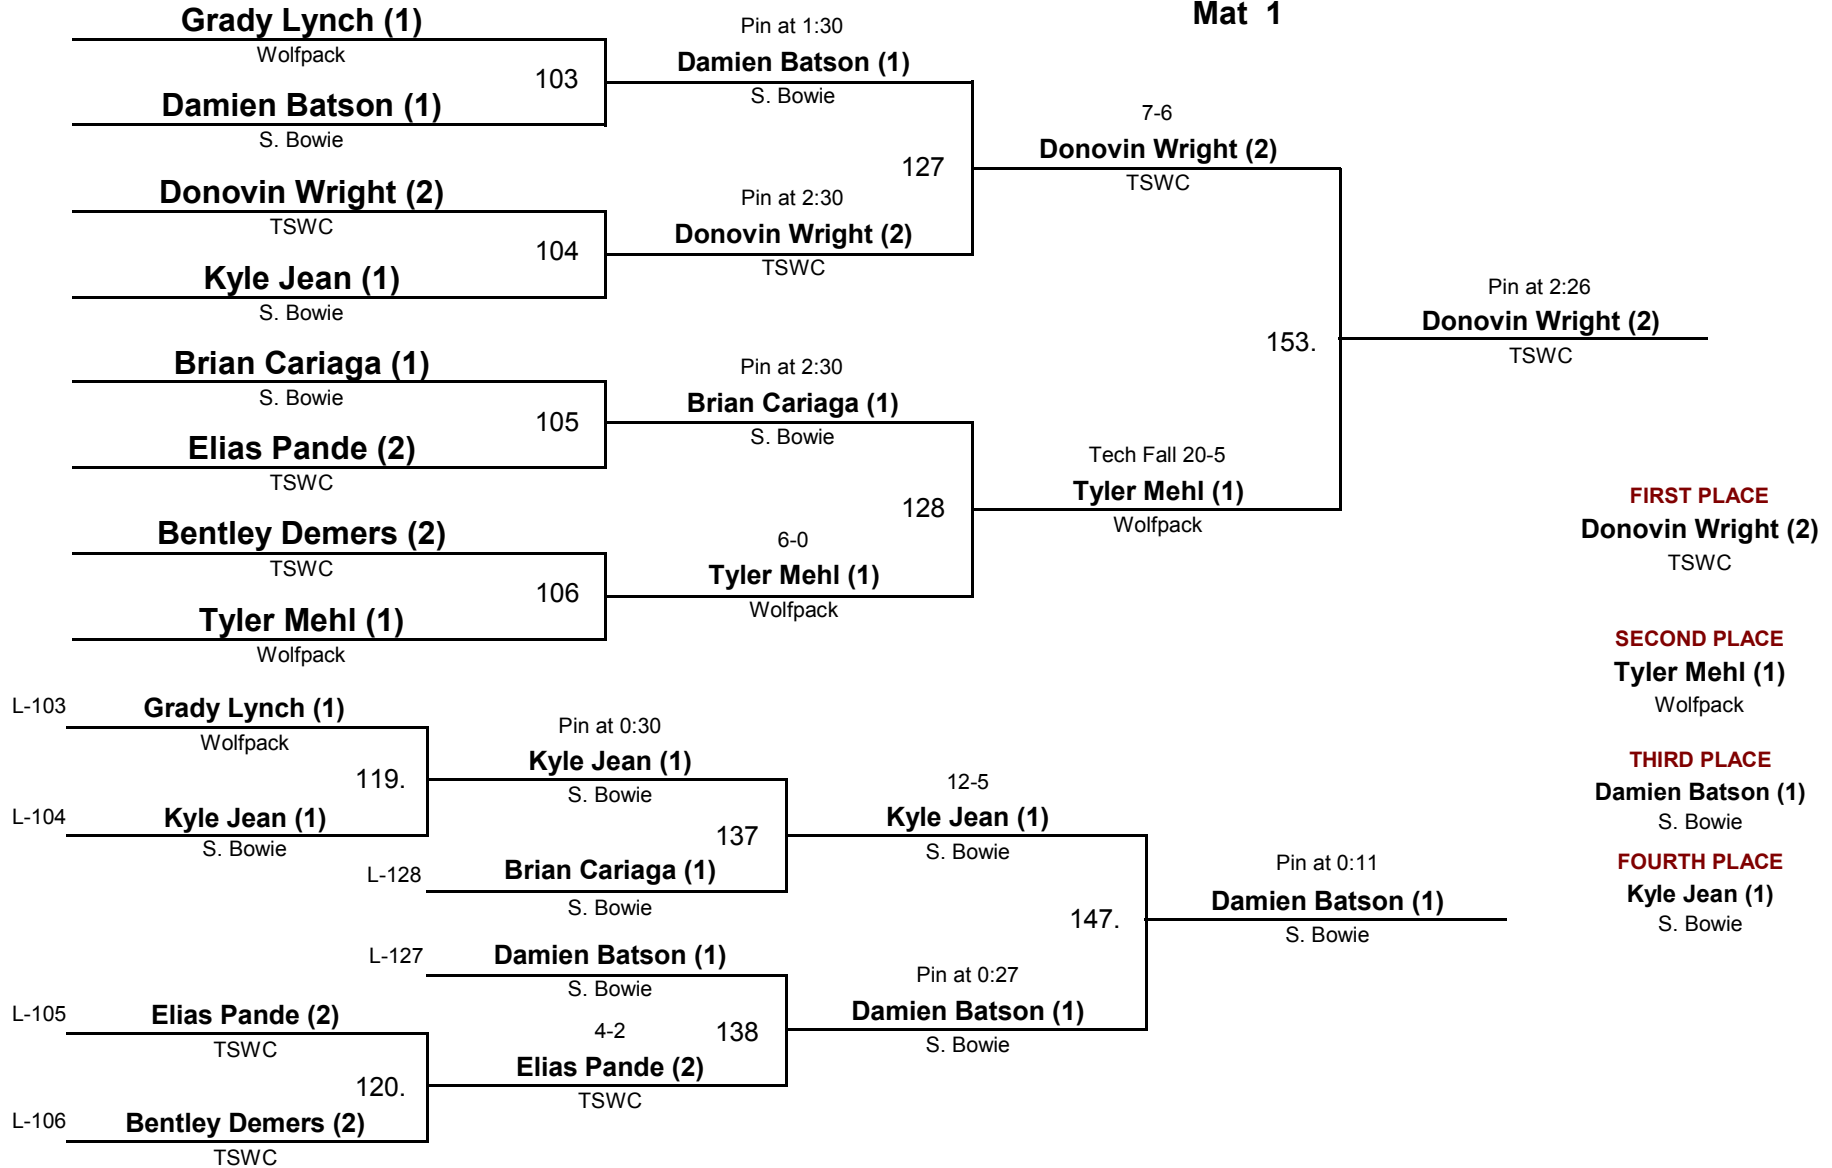 Mat 1
Grady Lynch (1)
Wolfpack
103
Damien Batson (1)
S. Bowie
Donovin Wright (2)
TSWC
104
Kyle Jean (1)
S. Bowie
Brian Cariaga (1)
S. Bowie
105
Elias Pande (2)
TSWC
Bentley Demers (2)
TSWC
106
Tyler Mehl (1)
Wolfpack
Pin at 1:30
Damien Batson (1)
S. Bowie
127
Pin at 2:30
Donovin Wright (2)
TSWC
Pin at 2:30
Brian Cariaga (1)
S. Bowie
128
6-0
Tyler Mehl (1)
Wolfpack
7-6
Donovin Wright (2)
TSWC
153.
Tech Fall 20-5
Tyler Mehl (1)
Wolfpack
Pin at 2:26
Donovin Wright (2)
TSWC
L-103
Grady Lynch (1)
Wolfpack
119.
L-104
Kyle Jean (1)
S. Bowie
Pin at 0:30
Kyle Jean (1)
S. Bowie
137
L-128
Brian Cariaga (1)
S. Bowie
L-127
Damien Batson (1)
S. Bowie
138
L-105
Elias Pande (2)
TSWC
120.
L-106
Bentley Demers (2)
TSWC
4-2
Elias Pande (2)
TSWC
12-5
Kyle Jean (1)
S. Bowie
147.
Pin at 0:27
Damien Batson (1)
S. Bowie
Pin at 0:11
Damien Batson (1)
S. Bowie
FIRST PLACE
Donovin Wright (2)
TSWC
SECOND PLACE
Tyler Mehl (1)
Wolfpack
THIRD PLACE
Damien Batson (1)
S. Bowie
FOURTH PLACE
Kyle Jean (1)
S. Bowie